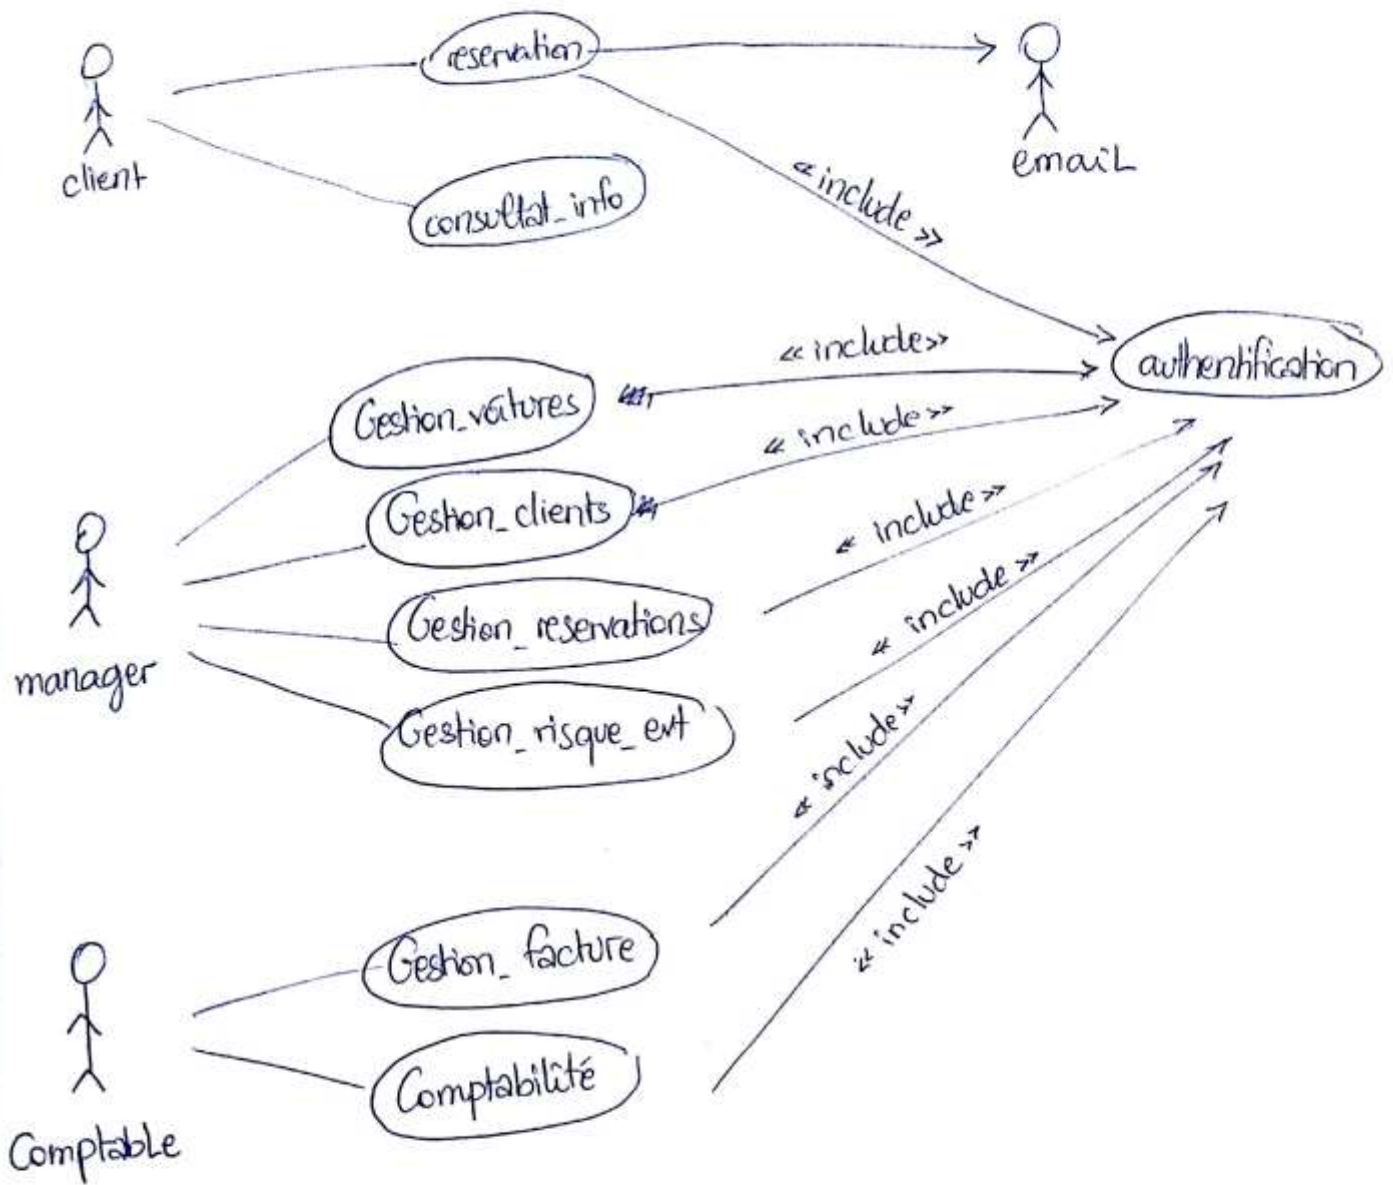 reservation
client
email
consultat_info
« include »
authentification
« include »
Gestion_voitures
« include »
Gestion_clients
« include »
Gestion_reservations
« include »
manager
Gestion_risque_evt
« include »
« include »
Gestion_facture
Comptabilité
Comptable